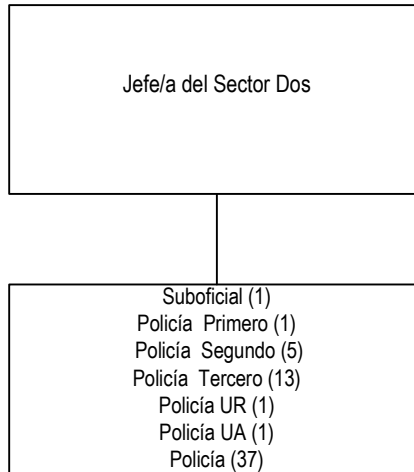 Jefe/a del Sector Dos
Suboficial (1)
Policía Primero (1)
Policía Segundo (5)
Policía Tercero (13)
Policía UR (1)
Policía UA (1)
Policía (37)